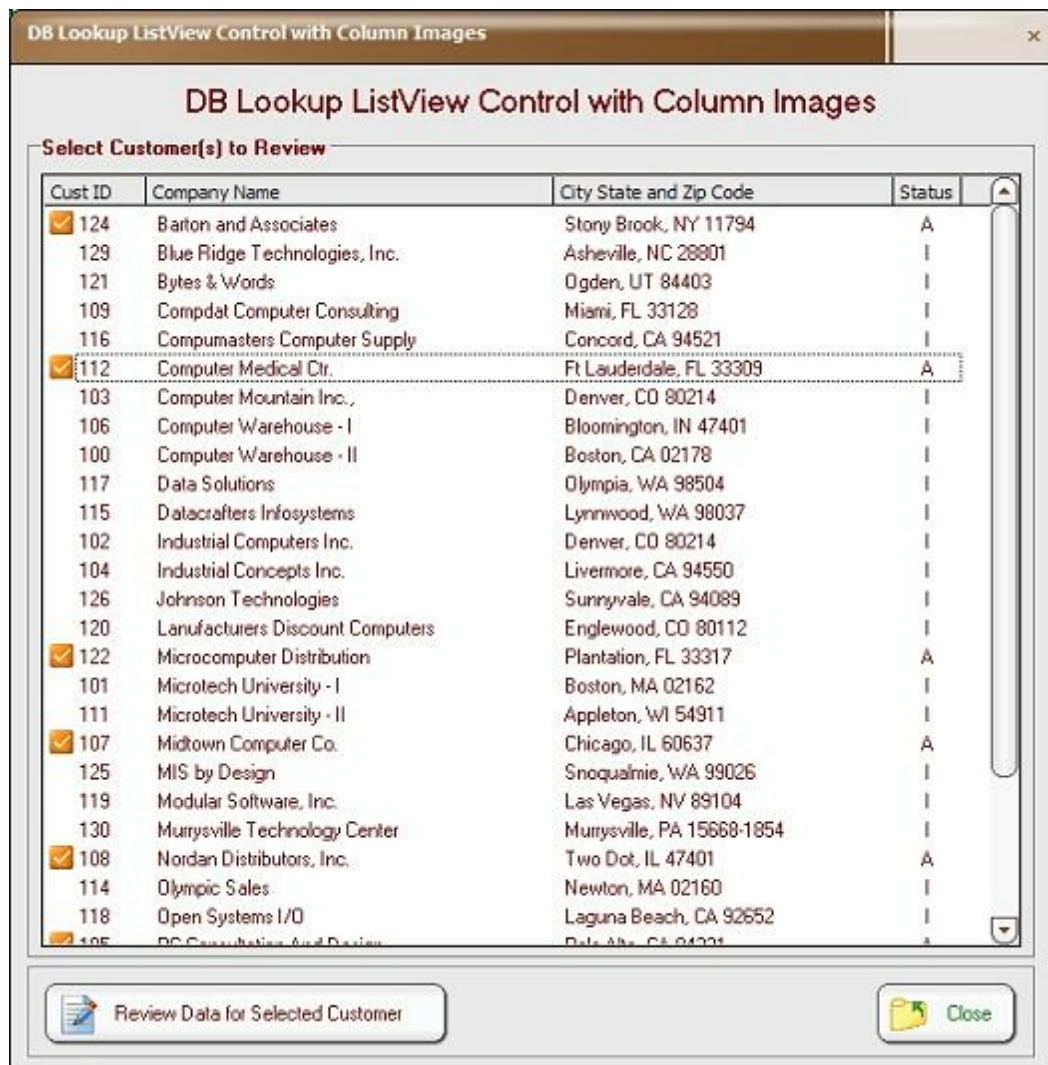 DB Lookup ListView Control with Column Images
DB Lookup ListView Control with Column Images
Select Customer(s) to Review
Cust ID Company Name City State and Zip Code Status
124 Barton and Associates Stony Brook, NY 11794 A
129 Blue Ridge Technologies, Inc. Asheville, NC 28801 I
121 Bytes & Words Ogden, UT 84403 I
109 Compdat Computer Consulting Miami, FL 33128 I
116 Compumasters Computer Supply Concord, CA 94521 I
112 Computer Medical Ctr. Ft Lauderdale, FL 33309 A
103 Computer Mountain Inc., Denver, CO 80214 I
106 Computer Warehouse - I Bloomington, IN 47401 I
100 Computer Warehouse - II Boston, CA 02178 I
117 Data Solutions Olympia, WA 98504 I
115 Datacrafters Infosystems Lynnwood, WA 98037 I
102 Industrial Computers Inc. Denver, CO 80214 I
104 Industrial Concepts Inc. Livermore, CA 94550 I
126 Johnson Technologies Sunnyvale, CA 94089 I
120 Lanufacturers Discount Computers Englewood, CO 80112 I
122 Microcomputer Distribution Plantation, FL 33317 A
101 Microtech University - I Boston, MA 02162 I
111 Microtech University - II Appleton, WI 54911 I
107 Midtown Computer Co. Chicago, IL 60637 A
125 MIS by Design Snoqualmie, WA 99026 I
119 Modular Software, Inc. Las Vegas, NV 89104 I
130 Murrysville Technology Center Murrysville, PA 15668-1854 I
108 Nordan Distributors, Inc. Two Dot, IL 47401 A
114 Olympic Sales Newton, MA 02160 I
118 Open Systems I/O Laguna Beach, CA 92652 I
Review Data for Selected Customer Close